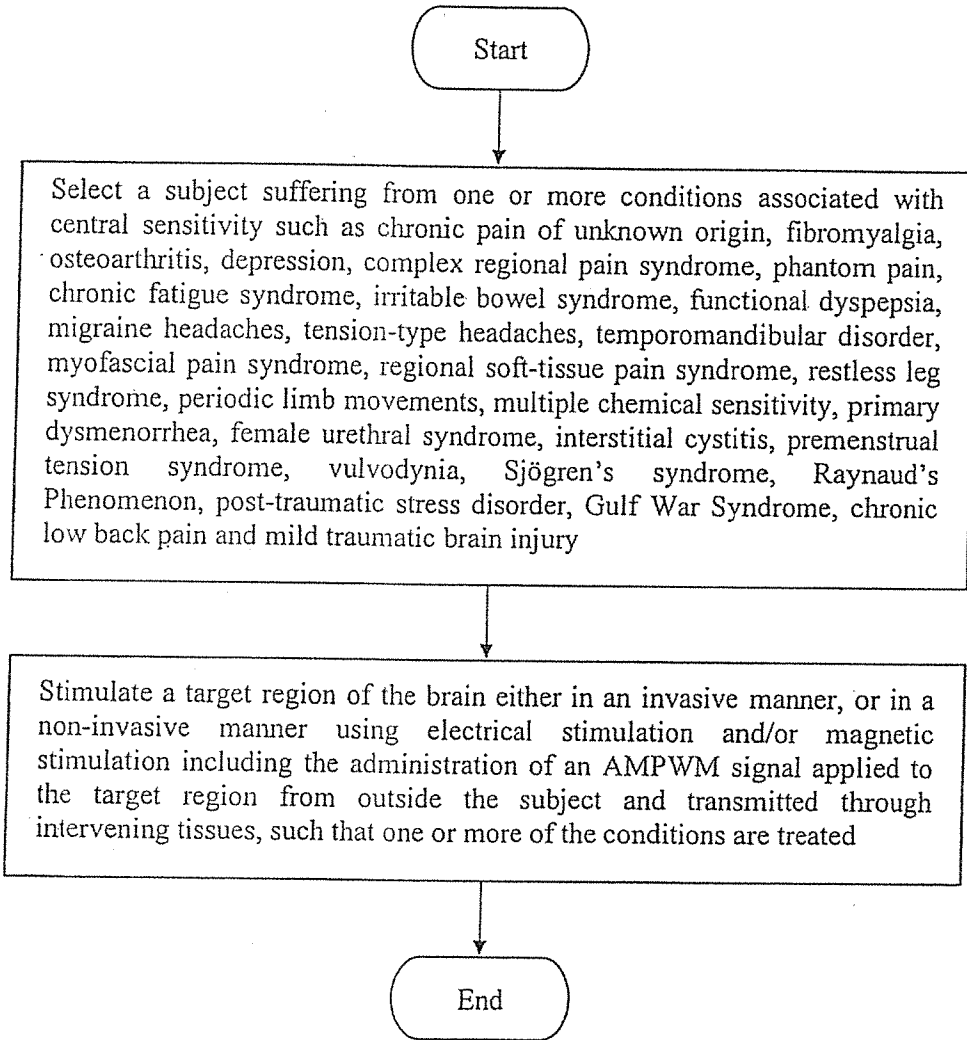 Start
Select a subject suffering from one or more conditions associated with
central sensitivity such as chronic pain of unknown origin, fibromyalgia,
osteoarthritis, depression, complex regional pain syndrome, phantom pain,
chronic fatigue syndrome, irritable bowel syndrome, functional dyspepsia,
migraine headaches, tension-type headaches, temporomandibular disorder,
myofascial pain syndrome, regional soft-tissue pain syndrome, restless leg
syndrome, periodic limb movements, multiple chemical sensitivity, primary
dysmenorrhea, female urethral syndrome, interstitial cystitis, premenstrual
tension syndrome, vulvodynia, Sjögren's syndrome, Raynaud's
Phenomenon, post-traumatic stress disorder, Gulf War Syndrome, chronic
low back pain and mild traumatic brain injury
Stimulate a target region of the brain either in an invasive manner, or in a
non-invasive manner using electrical stimulation and/or magnetic
stimulation including the administration of an AMPWM signal applied to
the target region from outside the subject and transmitted through
intervening tissues, such that one or more of the conditions are treated
End